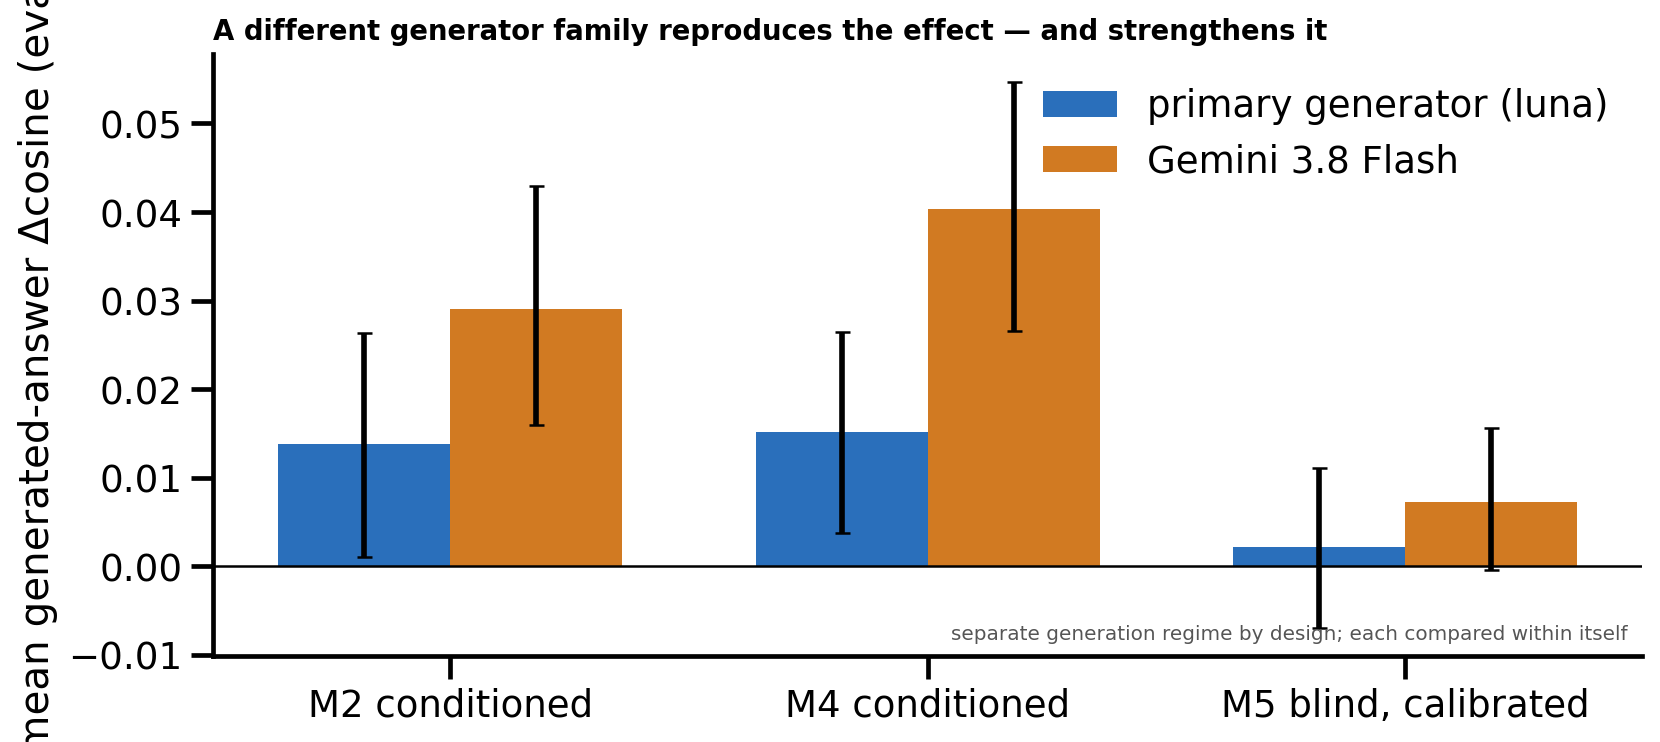 A different generator family reproduces the effect — and strengthens it
mean generated-answer Δcosine (eva
0.05
0.04
0.03
0.02
0.01
0.00
−0.01
primary generator (luna)
Gemini 3.8 Flash
separate generation regime by design; each compared within itself
M2 conditioned
M4 conditioned
M5 blind, calibrated